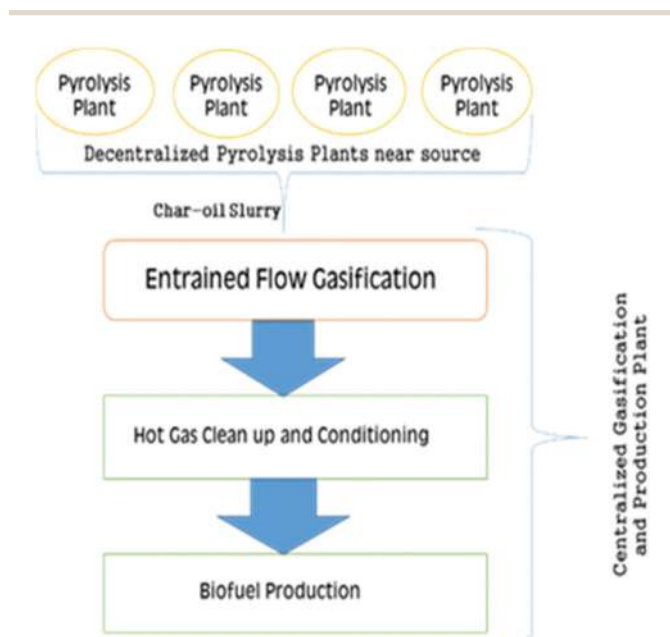 Pyrolysis
Plant
Pyrolysis
Plant
Pyrolysis
Plant
Pyrolysis
Plant
Decentralized Pyrolysis Plants near source
Char-oil Slurry
Entrained Flow Gasification
Hot Gas Clean up and Conditioning
Biofuel Production
Centralized Gasification
and Production Plant